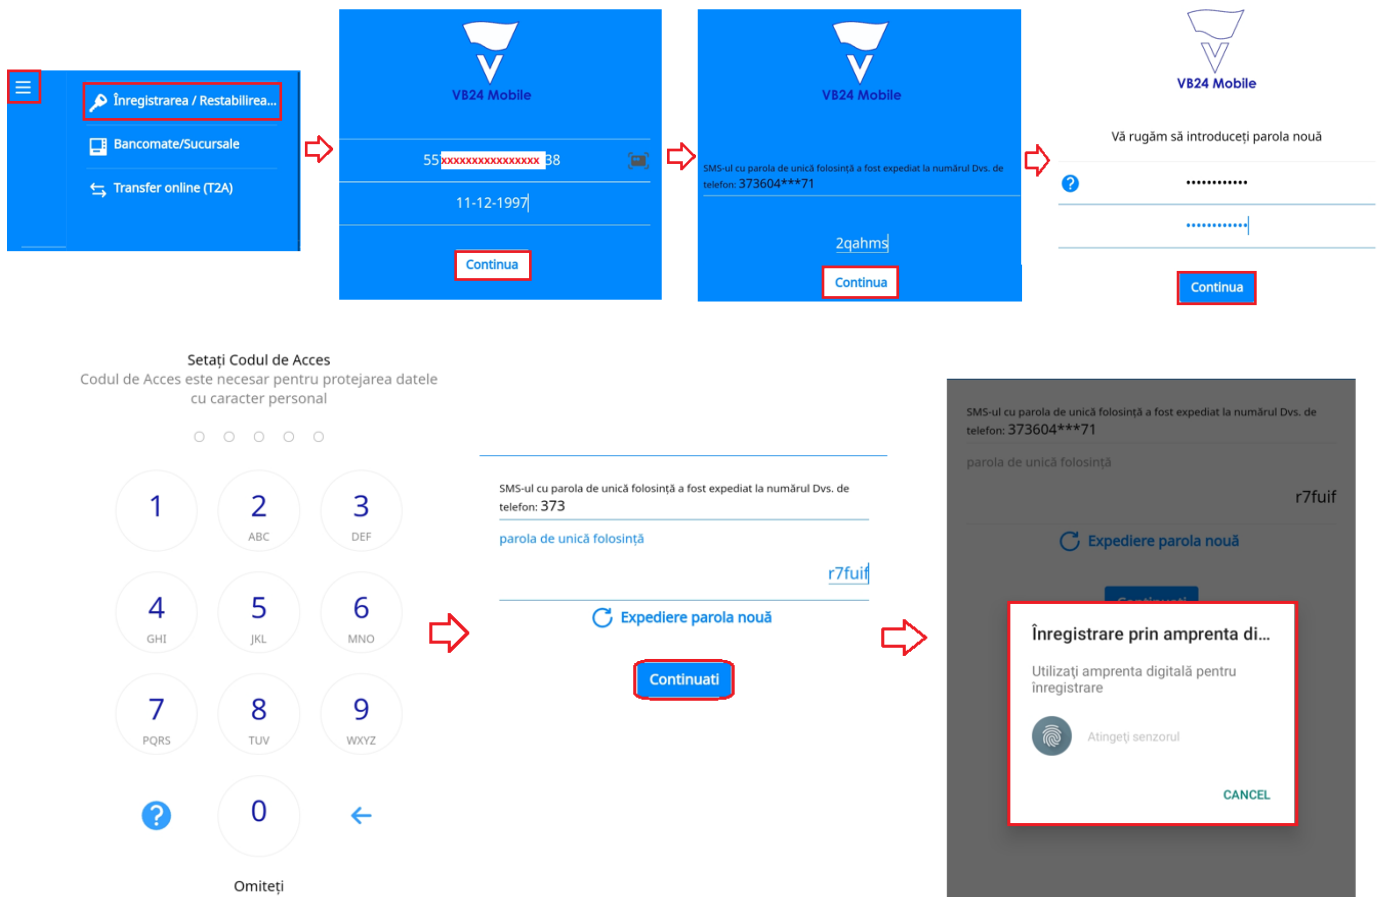 Înregistrarea / Restabilirea...
Bancomate/Sucursale
Transfer online (T2A)
VB24 Mobile
55xxxxxxxxxxxxxxxx38
11-12-1997
Continua
VB24 Mobile
SMS-ul cu parola de unică folosință a fost expediat la numărul Dvs. de
telefon: 373604***71
2qahms
Continua
VB24 Mobile
Vă rugăm să introduceți parola nouă
?
••••••••••••
••••••••••••
Continua
Setați Codul de Acces
Codul de Acces este necesar pentru protejarea datele
cu caracter personal
1
2
ABC
3
DEF
4
GHI
5
JKL
6
MNO
7
PQRS
8
TUV
9
WXYZ
?
0
Omiteți
SMS-ul cu parola de unică folosință a fost expediat la numărul Dvs. de
telefon: 373
parola de unică folosință
r7fuif
Expediere parola nouă
Continuati
SMS-ul cu parola de unică folosință a fost expediat la numărul Dvs. de
telefon: 373604***71
parola de unică folosință
r7fuif
Expediere parola nouă
Continuati
Înregistrare prin amprenta di...
Utilizaţi amprenta digitală pentru
înregistrare
Atingeţi senzorul
CANCEL